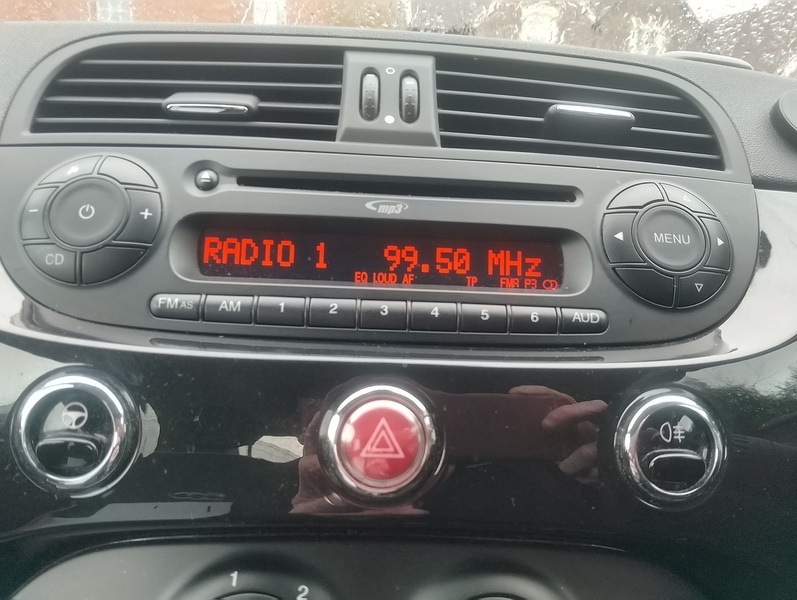 mp3
RADIO 1 99.50 MHz
EQ LOUD AF TP P3
- + MENU
CD
FM AS AM 1 2 3 4 5 6 AUD
1 2